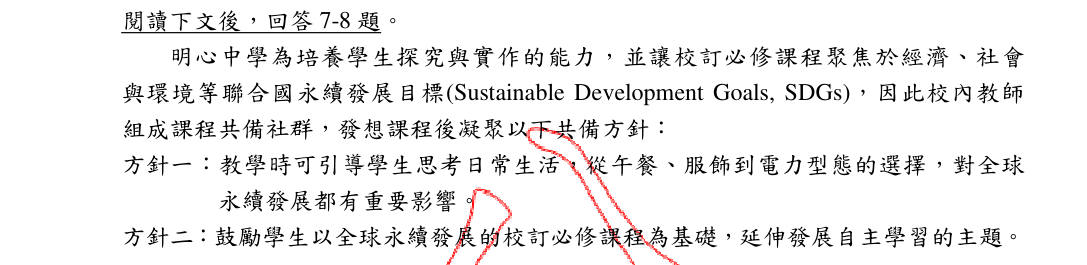 閱讀下文後，回答 7-8 題。
明心中學為培養學生探究與實作的能力，並讓校訂必修課程聚焦於經濟、社會
與環境等聯合國永續發展目標(Sustainable Development Goals, SDGs)，因此校內教師
組成課程共備社群，發想課程後凝聚以下共備方針：
方針一：教學時可引導學生思考日常生活，從午餐、服飾到電力型態的選擇，對全球
永續發展都有重要影響。
方針二：鼓勵學生以全球永續發展的校訂必修課程為基礎，延伸發展自主學習的主題。